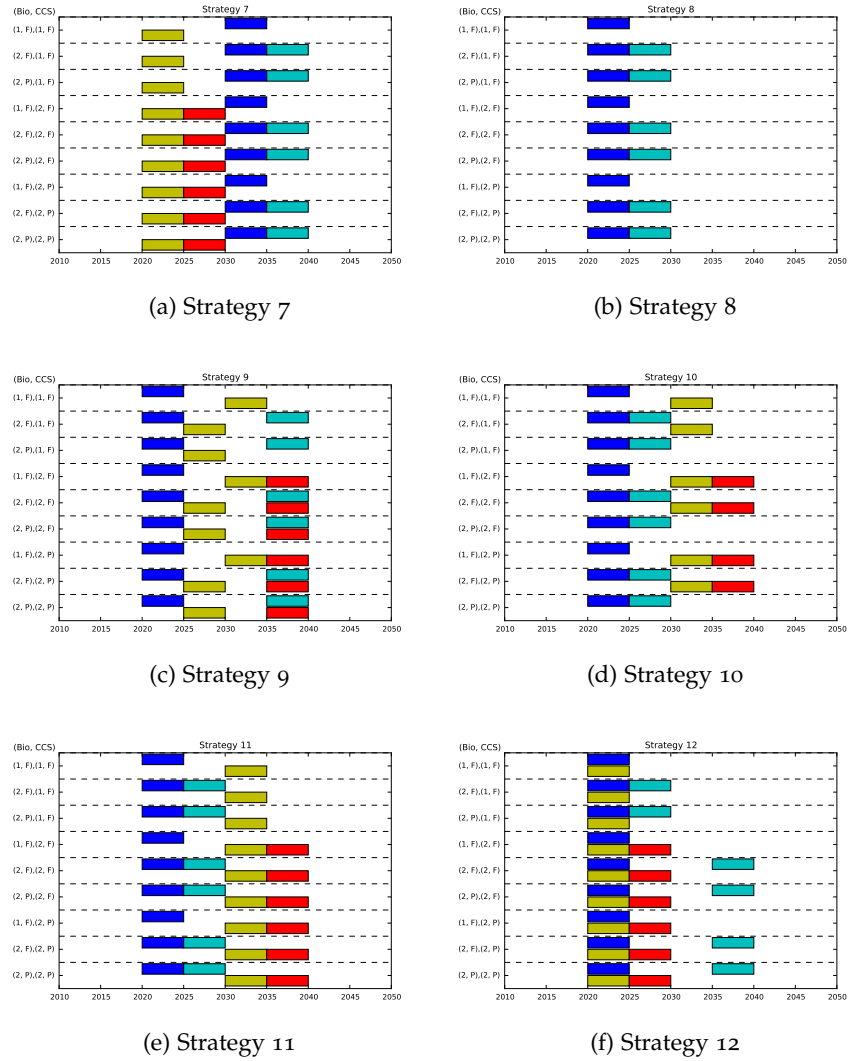 Strategy 7
(Bio, CCS)
(1, F),(1, F)
(2, F),(1, F)
(2, P),(1, F)
(1, F),(2, F)
(2, F),(2, F)
(2, P),(2, F)
(1, F),(2, P)
(2, F),(2, P)
(2, P),(2, P)
2010 2015 2020 2025 2030 2035 2040 2045 2050
(a) Strategy 7
Strategy 8
(Bio, CCS)
(1, F),(1, F)
(2, F),(1, F)
(2, P),(1, F)
(1, F),(2, F)
(2, F),(2, F)
(2, P),(2, F)
(1, F),(2, P)
(2, F),(2, P)
(2, P),(2, P)
2010 2015 2020 2025 2030 2035 2040 2045 2050
(b) Strategy 8
Strategy 9
(Bio, CCS)
(1, F),(1, F)
(2, F),(1, F)
(2, P),(1, F)
(1, F),(2, F)
(2, F),(2, F)
(2, P),(2, F)
(1, F),(2, P)
(2, F),(2, P)
(2, P),(2, P)
2010 2015 2020 2025 2030 2035 2040 2045 2050
(c) Strategy 9
Strategy 10
(Bio, CCS)
(1, F),(1, F)
(2, F),(1, F)
(2, P),(1, F)
(1, F),(2, F)
(2, F),(2, F)
(2, P),(2, F)
(1, F),(2, P)
(2, F),(2, P)
(2, P),(2, P)
2010 2015 2020 2025 2030 2035 2040 2045 2050
(d) Strategy 10
Strategy 11
(Bio, CCS)
(1, F),(1, F)
(2, F),(1, F)
(2, P),(1, F)
(1, F),(2, F)
(2, F),(2, F)
(2, P),(2, F)
(1, F),(2, P)
(2, F),(2, P)
(2, P),(2, P)
2010 2015 2020 2025 2030 2035 2040 2045 2050
(e) Strategy 11
Strategy 12
(Bio, CCS)
(1, F),(1, F)
(2, F),(1, F)
(2, P),(1, F)
(1, F),(2, F)
(2, F),(2, F)
(2, P),(2, F)
(1, F),(2, P)
(2, F),(2, P)
(2, P),(2, P)
2010 2015 2020 2025 2030 2035 2040 2045 2050
(f) Strategy 12